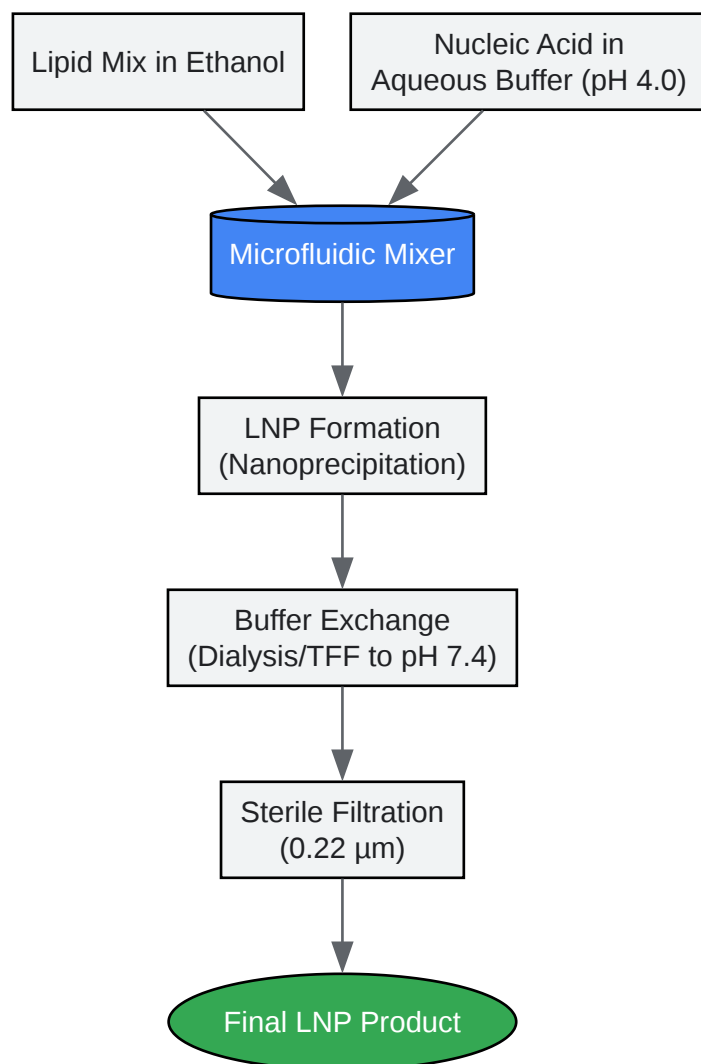 Lipid Mix in Ethanol
Nucleic Acid in
Aqueous Buffer (pH 4.0)
Microfluidic Mixer
LNP Formation
(Nanoprecipitation)
Buffer Exchange
(Dialysis/TFF to pH 7.4)
Sterile Filtration
(0.22 µm)
Final LNP Product